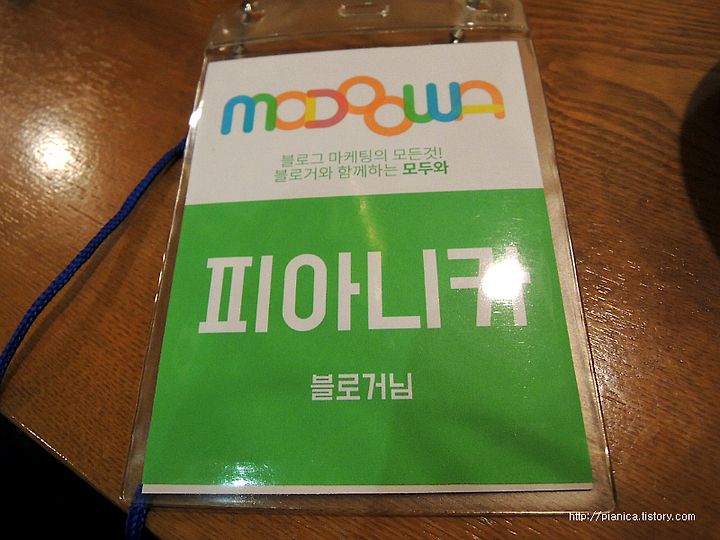 MODOOWA
블로그 마케팅의 모든것!
블로거와 함께하는 모두와
피아니카
블로거님
http://pianica.tistory.com